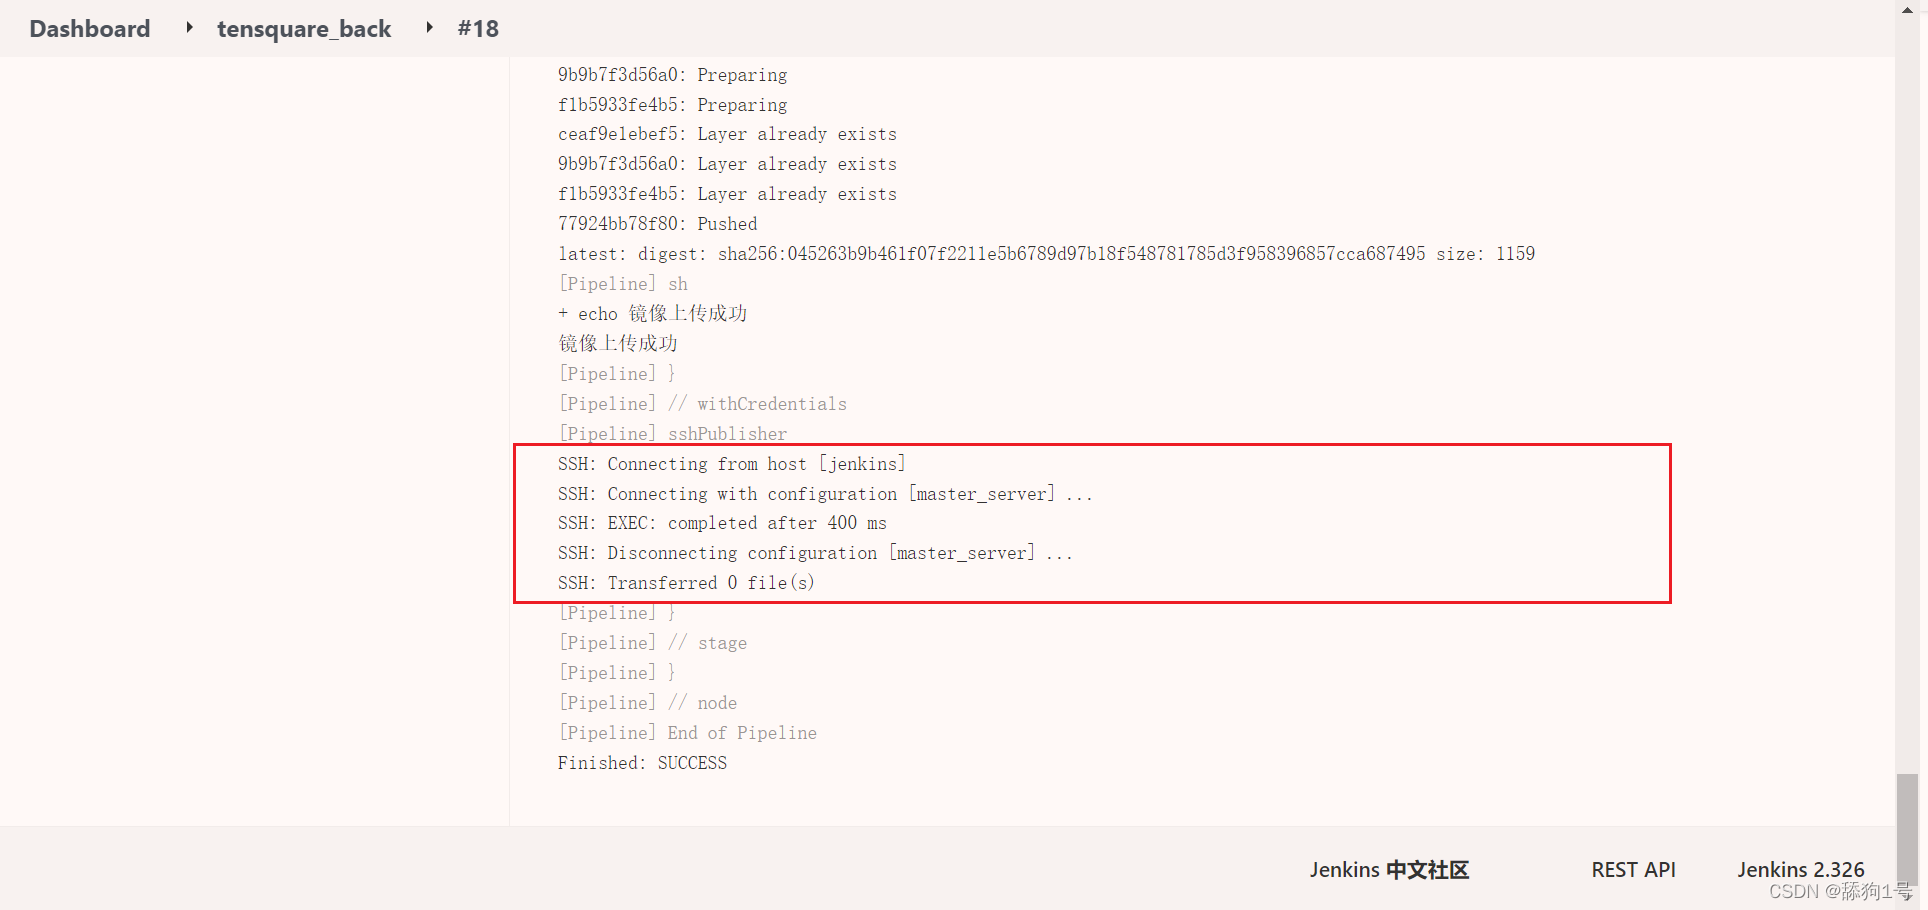 Dashboard ▸ tensquare_back ▸ #18
9b9b7f3d56a0: Preparing
f1b5933fe4b5: Preparing
ceaf9e1ebef5: Layer already exists
9b9b7f3d56a0: Layer already exists
f1b5933fe4b5: Layer already exists
77924bb78f80: Pushed
latest: digest: sha256:045263b9b461f07f2211e5b6789d97b18f548781785d3f958396857cca687495 size: 1159
[Pipeline] sh
+ echo 镜像上传成功
镜像上传成功
[Pipeline] }
[Pipeline] // withCredentials
[Pipeline] sshPublisher
SSH: Connecting from host [jenkins]
SSH: Connecting with configuration [master_server] ...
SSH: EXEC: completed after 400 ms
SSH: Disconnecting configuration [master_server] ...
SSH: Transferred 0 file(s)
[Pipeline] }
[Pipeline] // stage
[Pipeline] }
[Pipeline] // node
[Pipeline] End of Pipeline
Finished: SUCCESS
Jenkins 中文社区 REST API Jenkins 2.326
CSDN @舔狗1号